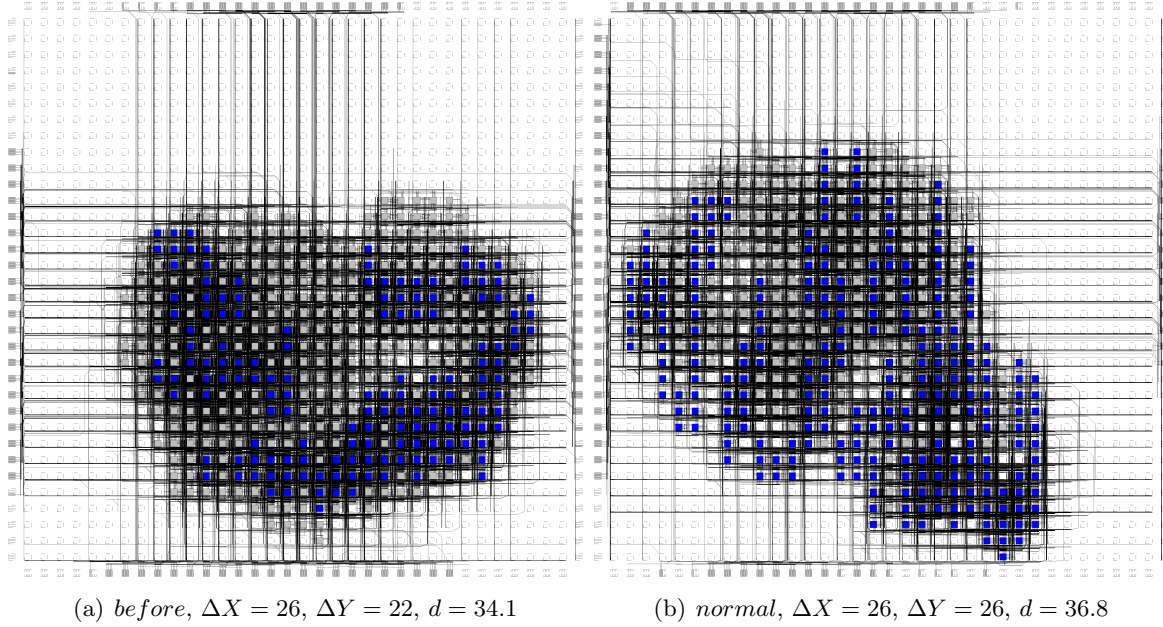 (a) before, ΔX = 26, ΔY = 22, d = 34.1
(b) normal, ΔX = 26, ΔY = 26, d = 36.8